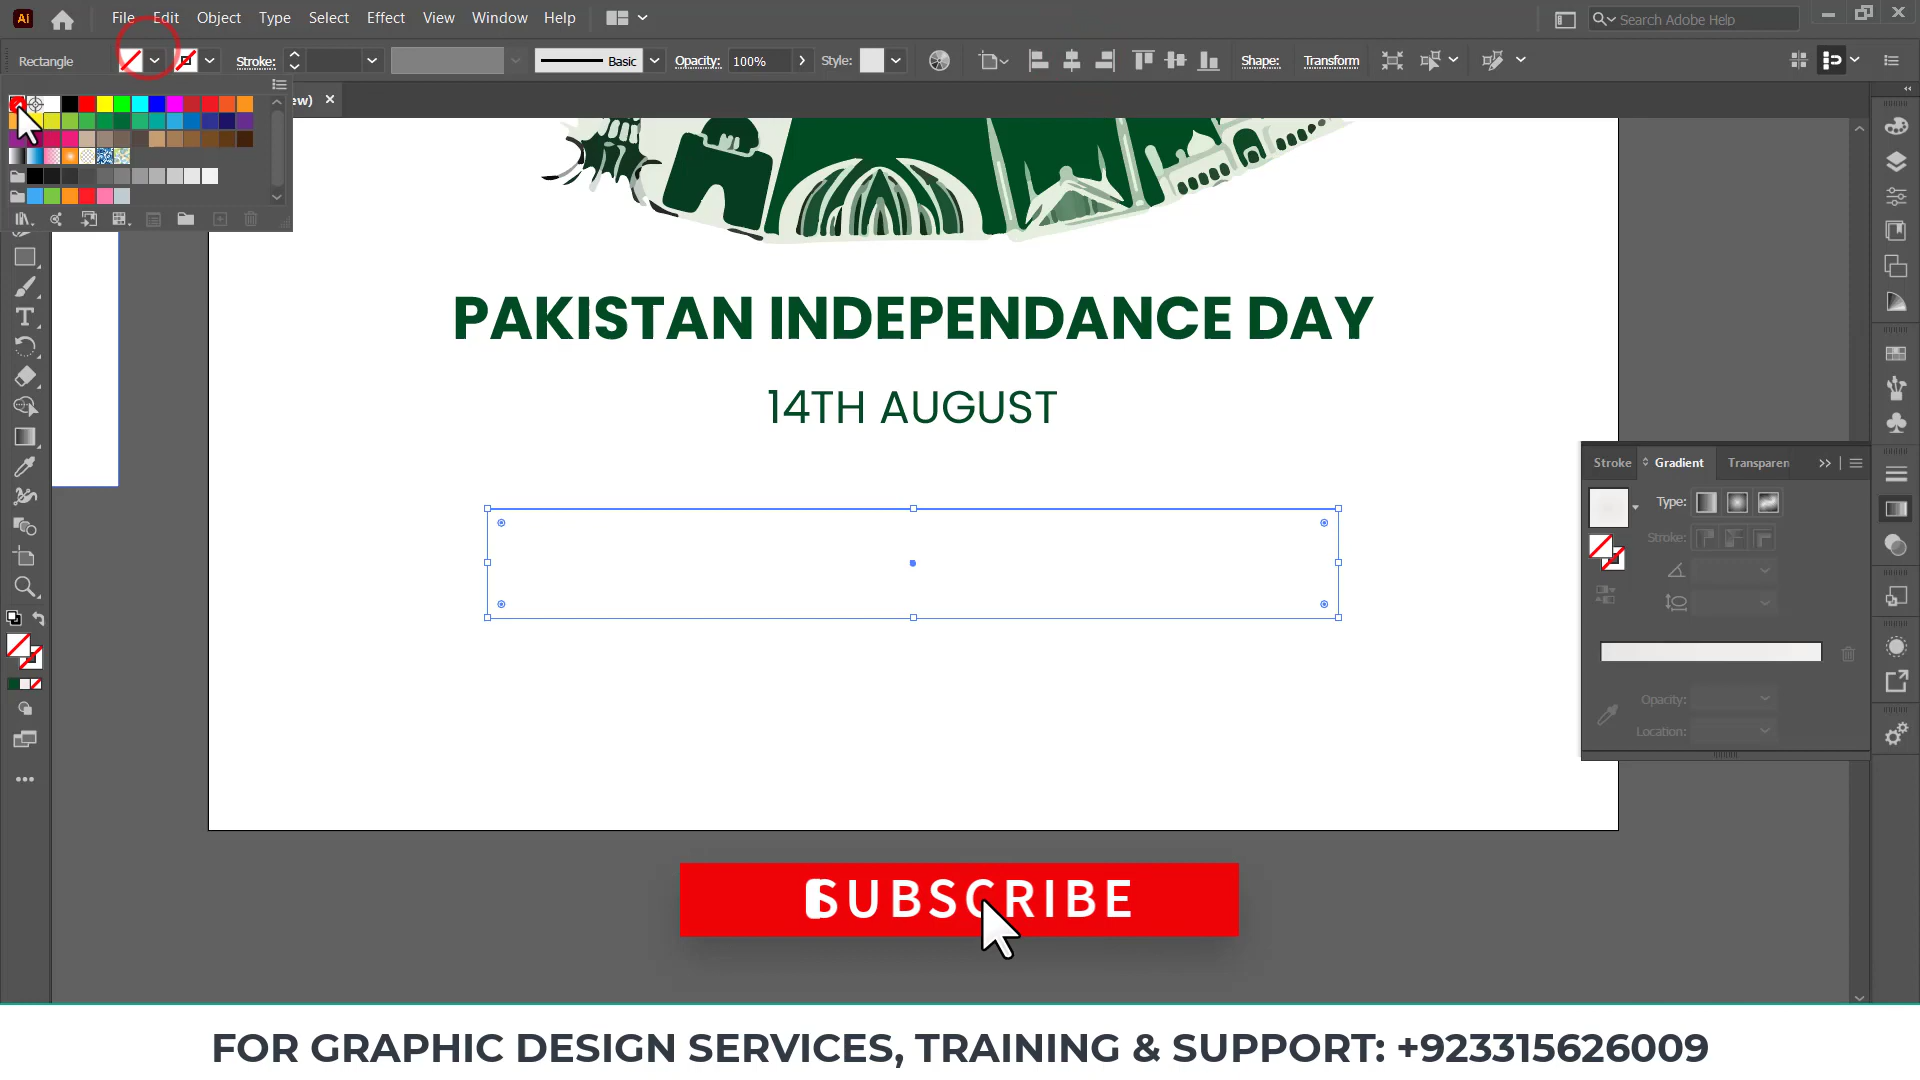 Ai File Edit Object Type Select Effect View Window Help Search Adobe Help
Rectangle Stroke: Basic Opacity: 100% Style: Shape: Transform
ew) ×
PAKISTAN INDEPENDANCE DAY
14TH AUGUST
Stroke Gradient Transparen
Type:
Stroke:
Opacity:
Location:
SUBSCRIBE
FOR GRAPHIC DESIGN SERVICES, TRAINING & SUPPORT: +923315626009